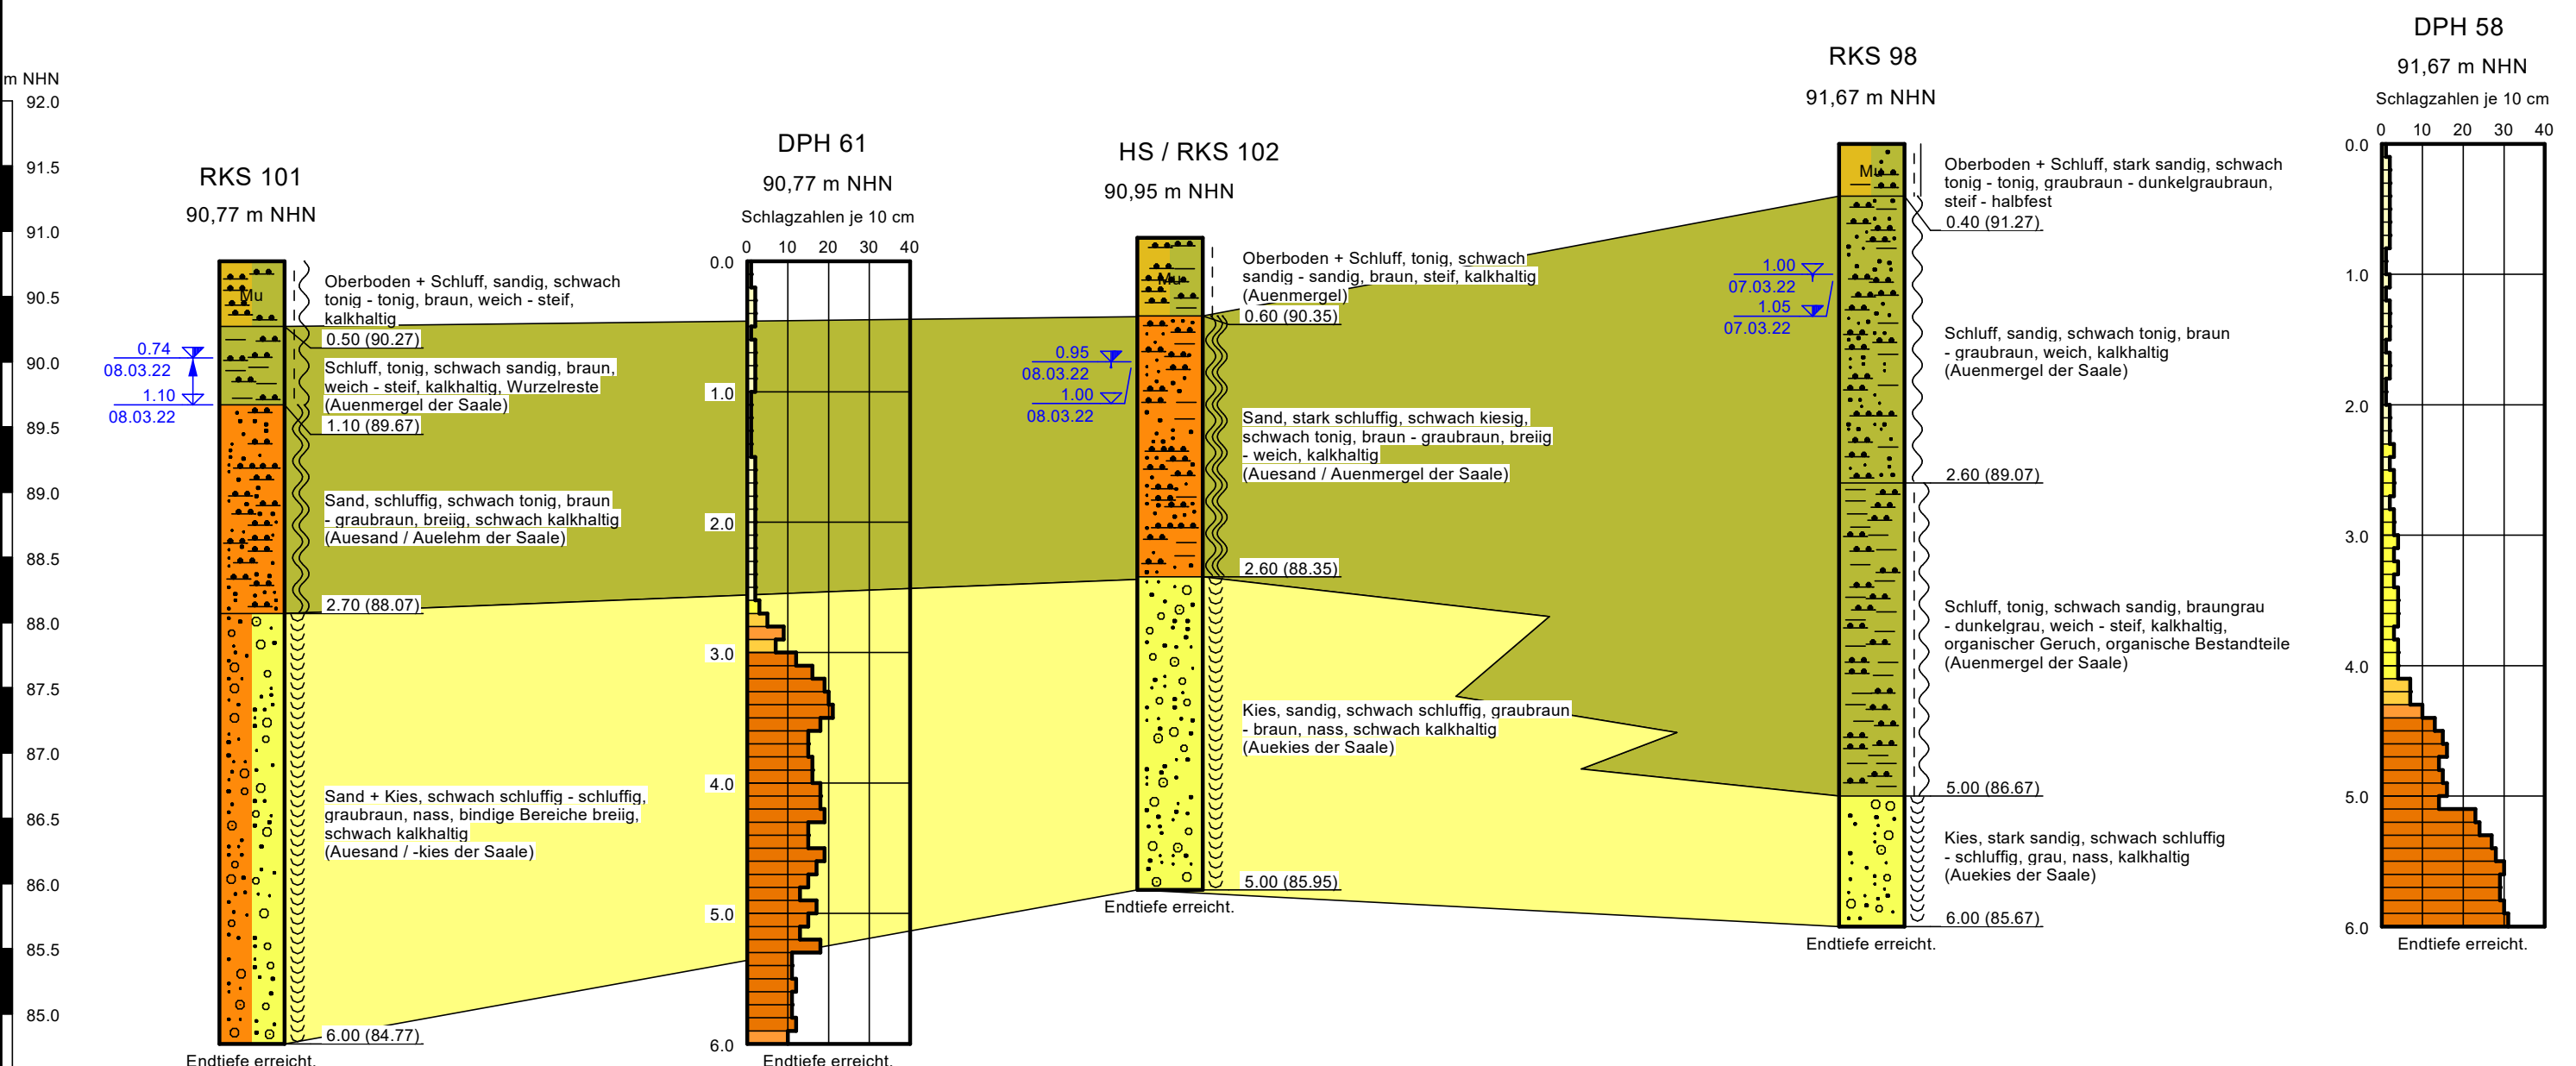 m NHN
92.0
91.5
91.0
90.5
90.0
89.5
89.0
88.5
88.0
87.5
87.0
86.5
86.0
85.5
85.0
RKS 101
90,77 m NHN
Mu
0.74
08.03.22
1.10
08.03.22
Oberboden + Schluff, sandig, schwach
tonig - tonig, braun, weich - steif,
kalkhaltig
0.50 (90.27)
Schluff, tonig, schwach sandig, braun,
weich - steif, kalkhaltig, Wurzelreste
(Auenmergel der Saale)
1.10 (89.67)
Sand, schluffig, schwach tonig, braun
- graubraun, breiig, schwach kalkhaltig
(Auesand / Auelehm der Saale)
2.70 (88.07)
Sand + Kies, schwach schluffig - schluffig,
graubraun, nass, bindige Bereiche breiig,
schwach kalkhaltig
(Auesand / -kies der Saale)
6.00 (84.77)
Endtiefe erreicht.
DPH 61
90,77 m NHN
Schlagzahlen je 10 cm
0 10 20 30 40
0.0
1.0
2.0
3.0
4.0
5.0
6.0
Endtiefe erreicht.
HS / RKS 102
90,95 m NHN
Mu
0.95
08.03.22
1.00
08.03.22
Oberboden + Schluff, tonig, schwach
sandig - sandig, braun, steif, kalkhaltig
(Auenmergel)
0.60 (90.35)
Sand, stark schluffig, schwach kiesig,
schwach tonig, braun - graubraun, breiig
- weich, kalkhaltig
(Auesand / Auenmergel der Saale)
2.60 (88.35)
Kies, sandig, schwach schluffig, graubraun
- braun, nass, schwach kalkhaltig
(Auekies der Saale)
5.00 (85.95)
Endtiefe erreicht.
RKS 98
91,67 m NHN
Mu
1.00
07.03.22
1.05
07.03.22
Oberboden + Schluff, stark sandig, schwach
tonig - tonig, graubraun - dunkelgraubraun,
steif - halbfest
0.40 (91.27)
Schluff, sandig, schwach tonig, braun
- graubraun, weich, kalkhaltig
(Auenmergel der Saale)
2.60 (89.07)
Schluff, tonig, schwach sandig, braungrau
- dunkelgrau, weich - steif, kalkhaltig,
organischer Geruch, organische Bestandteile
(Auenmergel der Saale)
5.00 (86.67)
Kies, stark sandig, schwach schluffig
- schluffig, grau, nass, kalkhaltig
(Auekies der Saale)
6.00 (85.67)
Endtiefe erreicht.
DPH 58
91,67 m NHN
Schlagzahlen je 10 cm
0 10 20 30 40
0.0
1.0
2.0
3.0
4.0
5.0
6.0
Endtiefe erreicht.